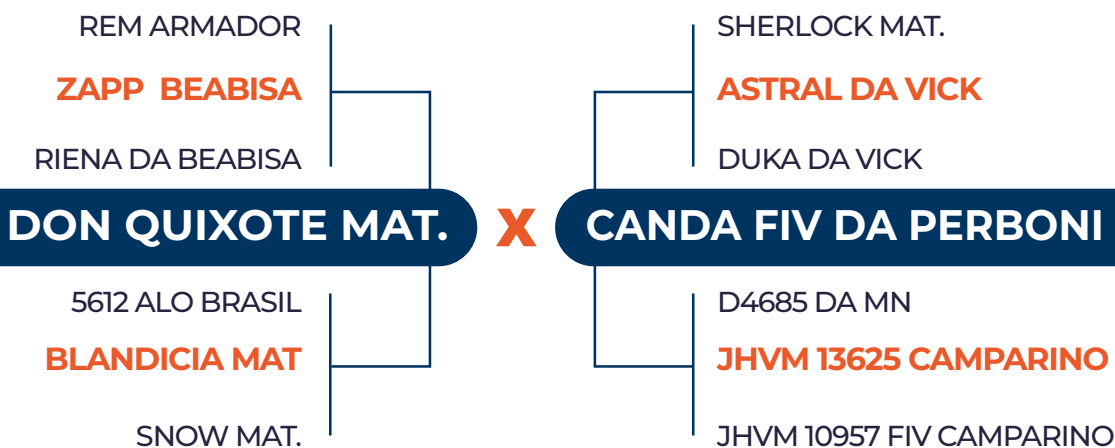 REM ARMADOR
ZAPP BEABISA
RIENA DA BEABISA
SHERLOCK MAT.
ASTRAL DA VICK
DUKA DA VICK
DON QUIXOTE MAT. X CANDA FIV DA PERBONI
5612 ALO BRASIL
BLANDICIA MAT
SNOW MAT.
D4685 DA MN
JHVM 13625 CAMPARINO
JHVM 10957 FIV CAMPARINO